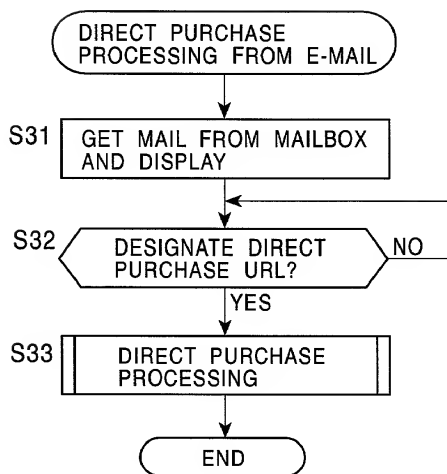 DIRECT PURCHASE
PROCESSING FROM E-MAIL
S31
GET MAIL FROM MAILBOX
AND DISPLAY
S32
DESIGNATE DIRECT
PURCHASE URL?
NO
YES
S33
DIRECT PURCHASE
PROCESSING
END